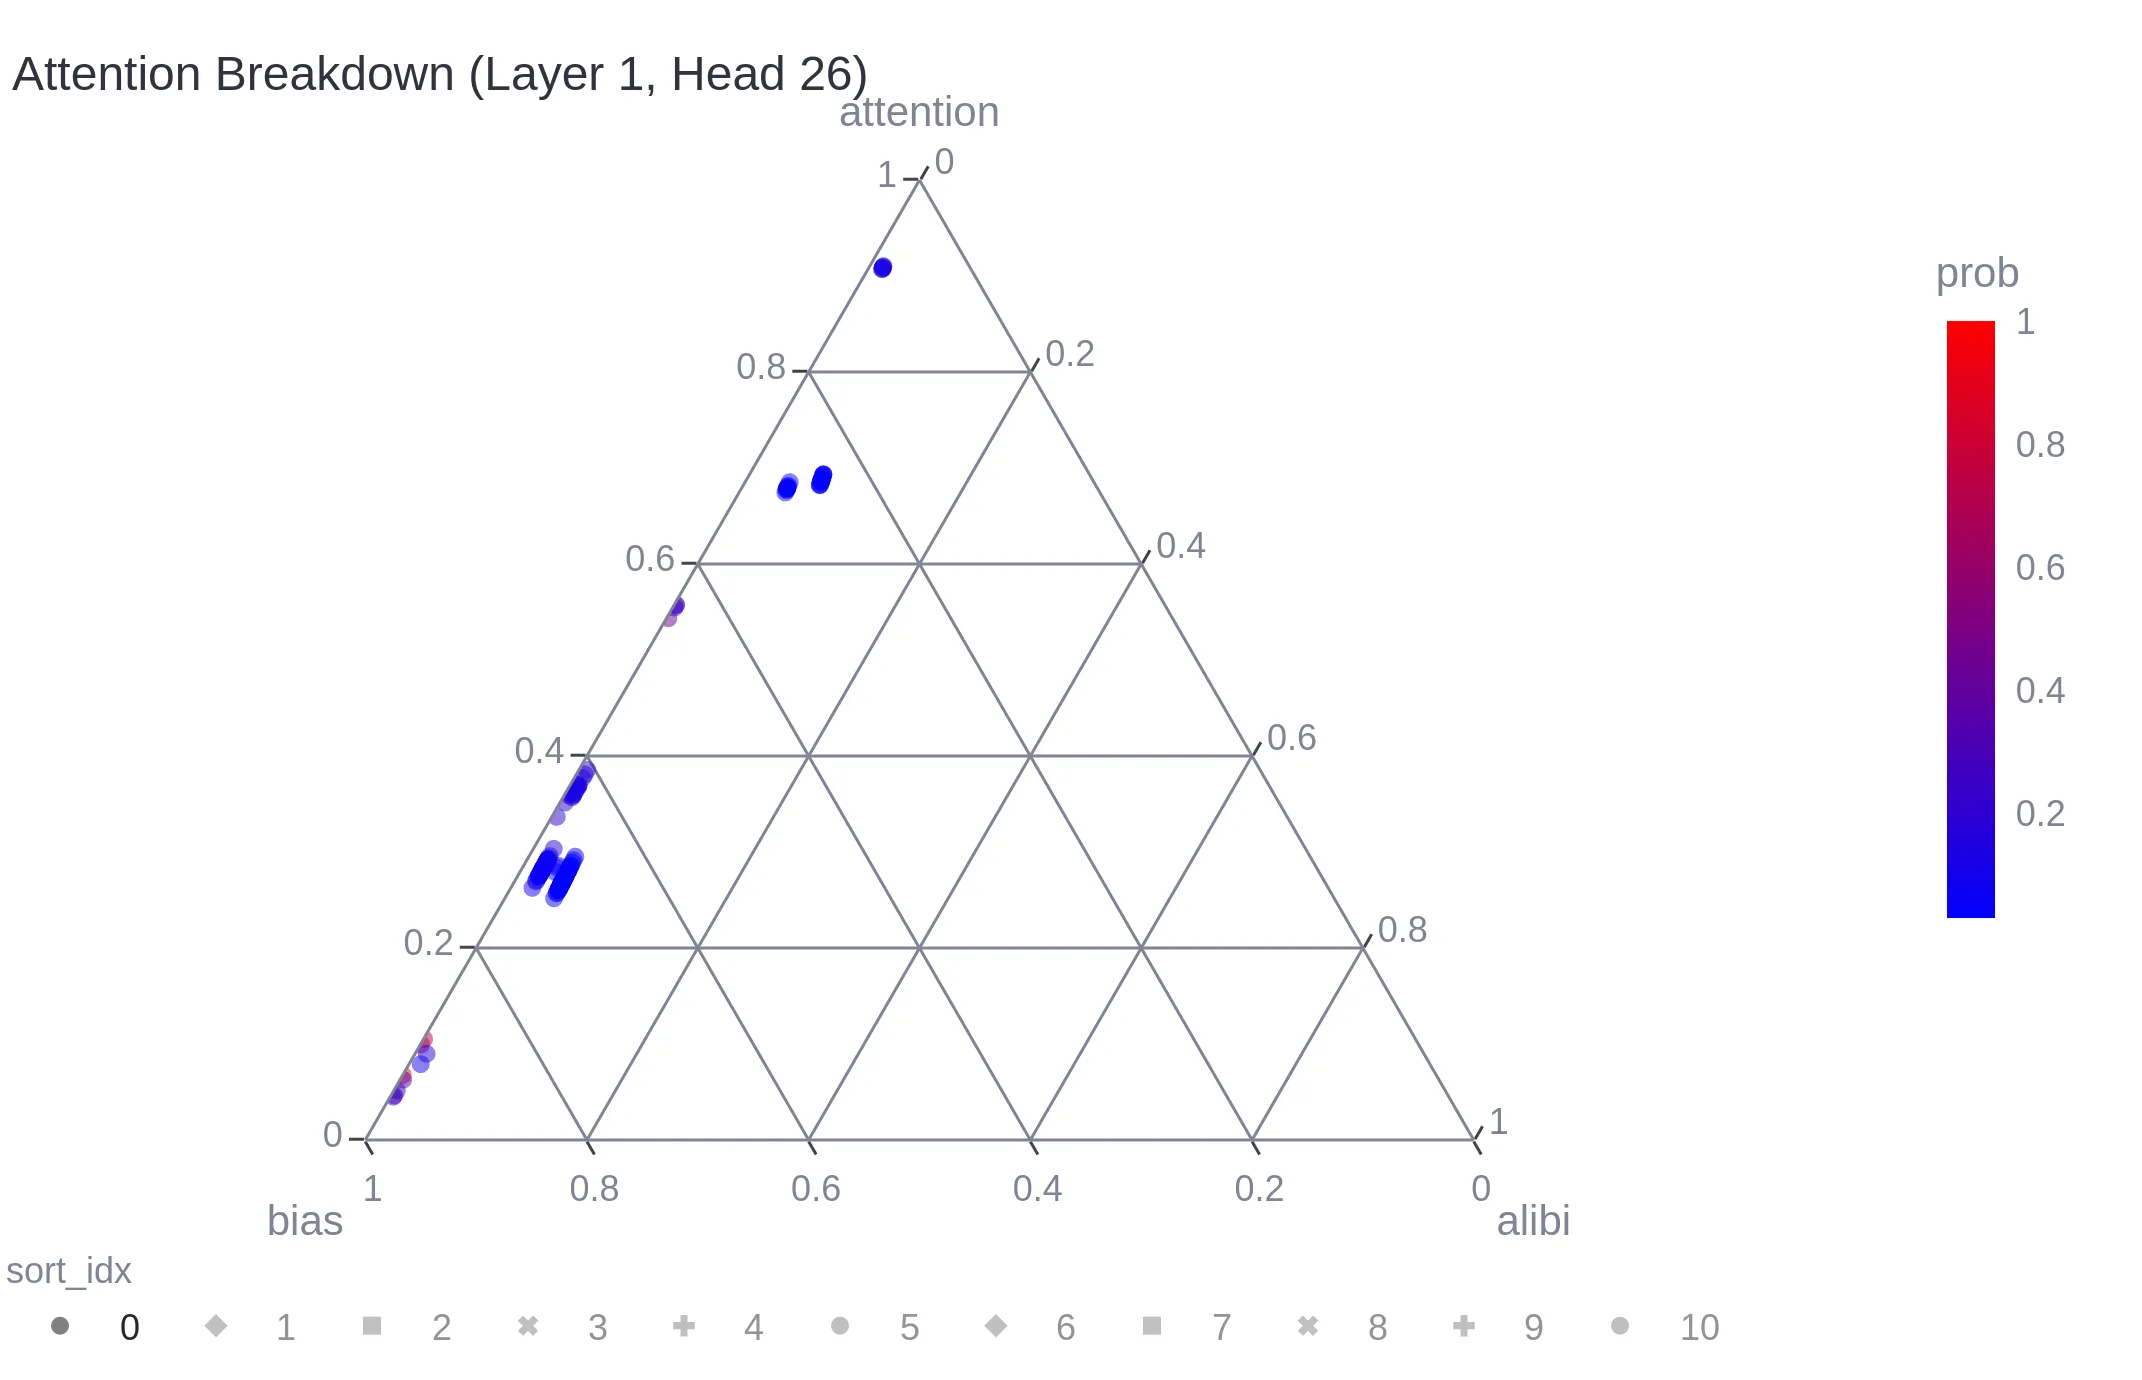 Attention Breakdown (Layer 1, Head 26)
attention
1 0
prob
1
0.8 0.2
0.8
0.6 0.4
0.6
0.4 0.6
0.4
0.2 0.8
0.2
0 1
1 0.8 0.6 0.4 0.2 0
bias alibi
sort_idx
0 1 2 3 4 5 6 7 8 9 10